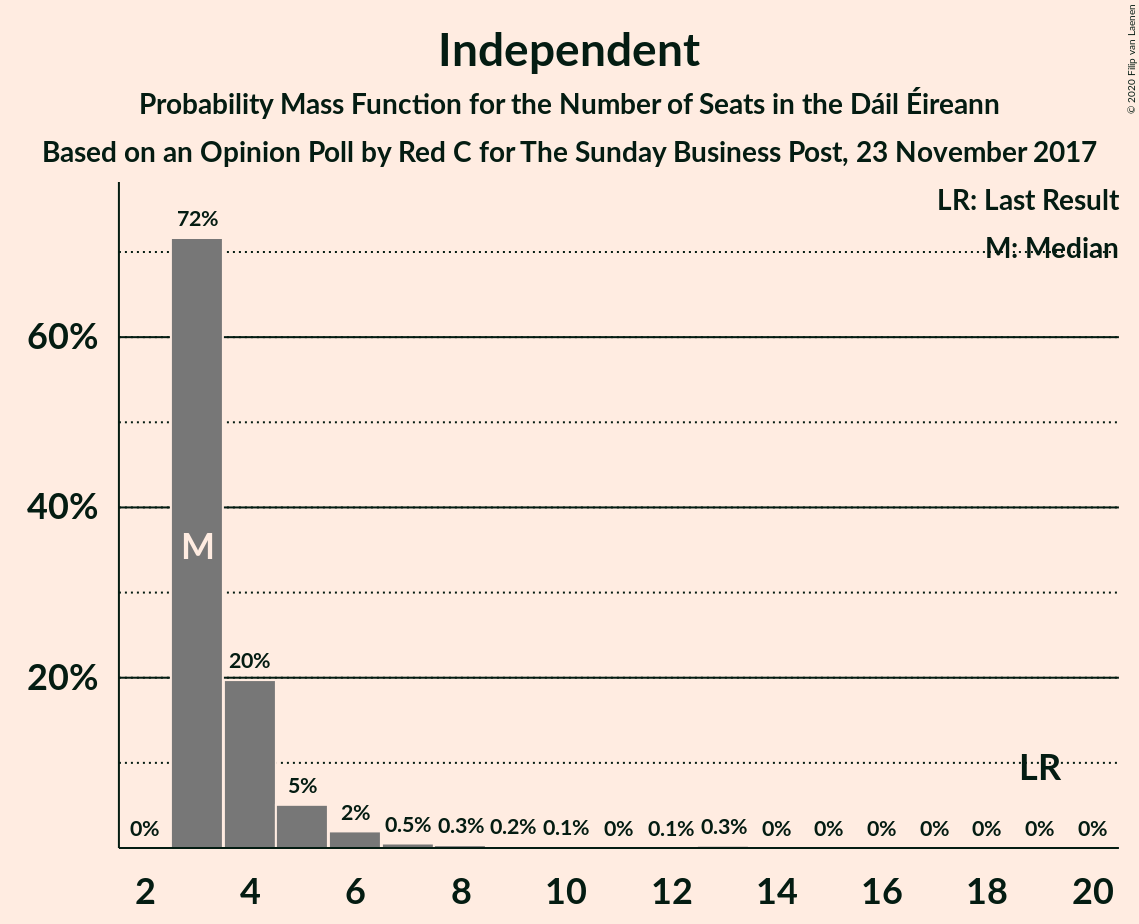 Independent
Probability Mass Function for the Number of Seats in the Dáil Éireann
Based on an Opinion Poll by Red C for The Sunday Business Post, 23 November 2017
© 2020 Filip van Laenen
LR: Last Result
M: Median
72%
60%
40%
M
20%
20%
LR
5%
2%
0% 0.5% 0.3% 0.2% 0.1% 0% 0.1% 0.3% 0% 0% 0% 0% 0% 0% 0%
2 4 6 8 10 12 14 16 18 20